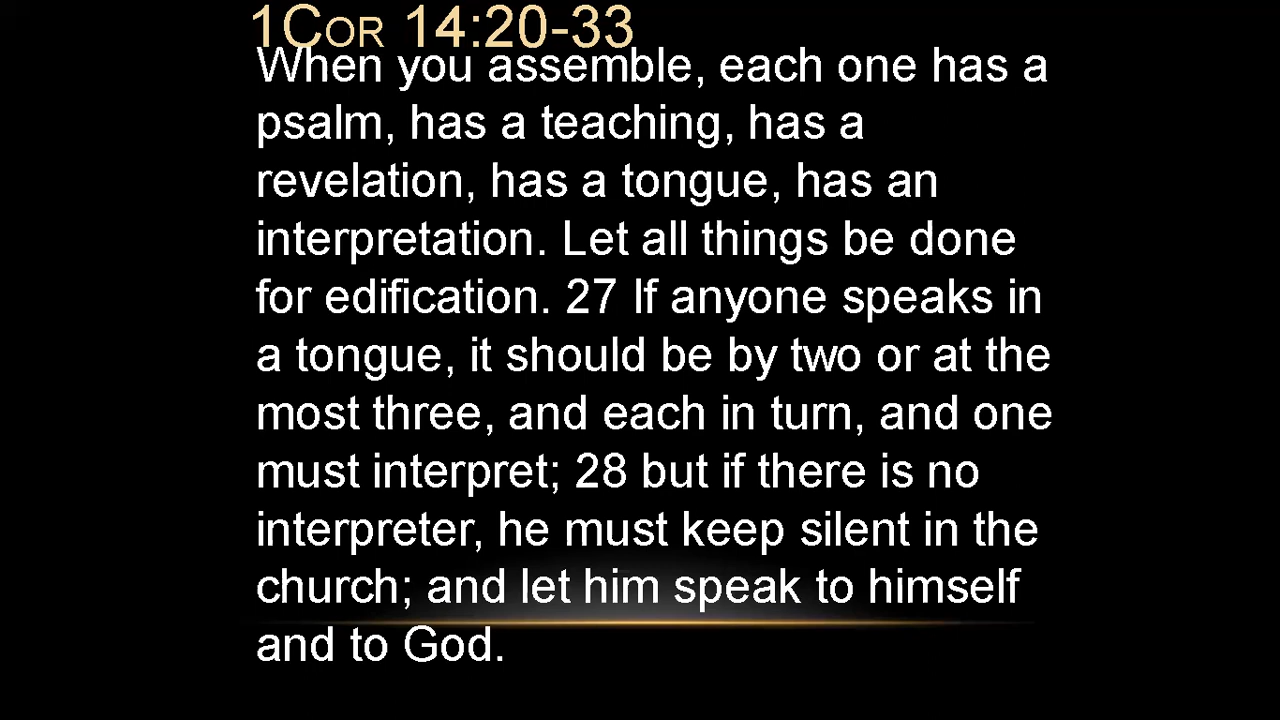 1Cor 14:20-33
When you assemble, each one has a
psalm, has a teaching, has a
revelation, has a tongue, has an
interpretation. Let all things be done
for edification. 27 If anyone speaks in
a tongue, it should be by two or at the
most three, and each in turn, and one
must interpret; 28 but if there is no
interpreter, he must keep silent in the
church; and let him speak to himself
and to God.